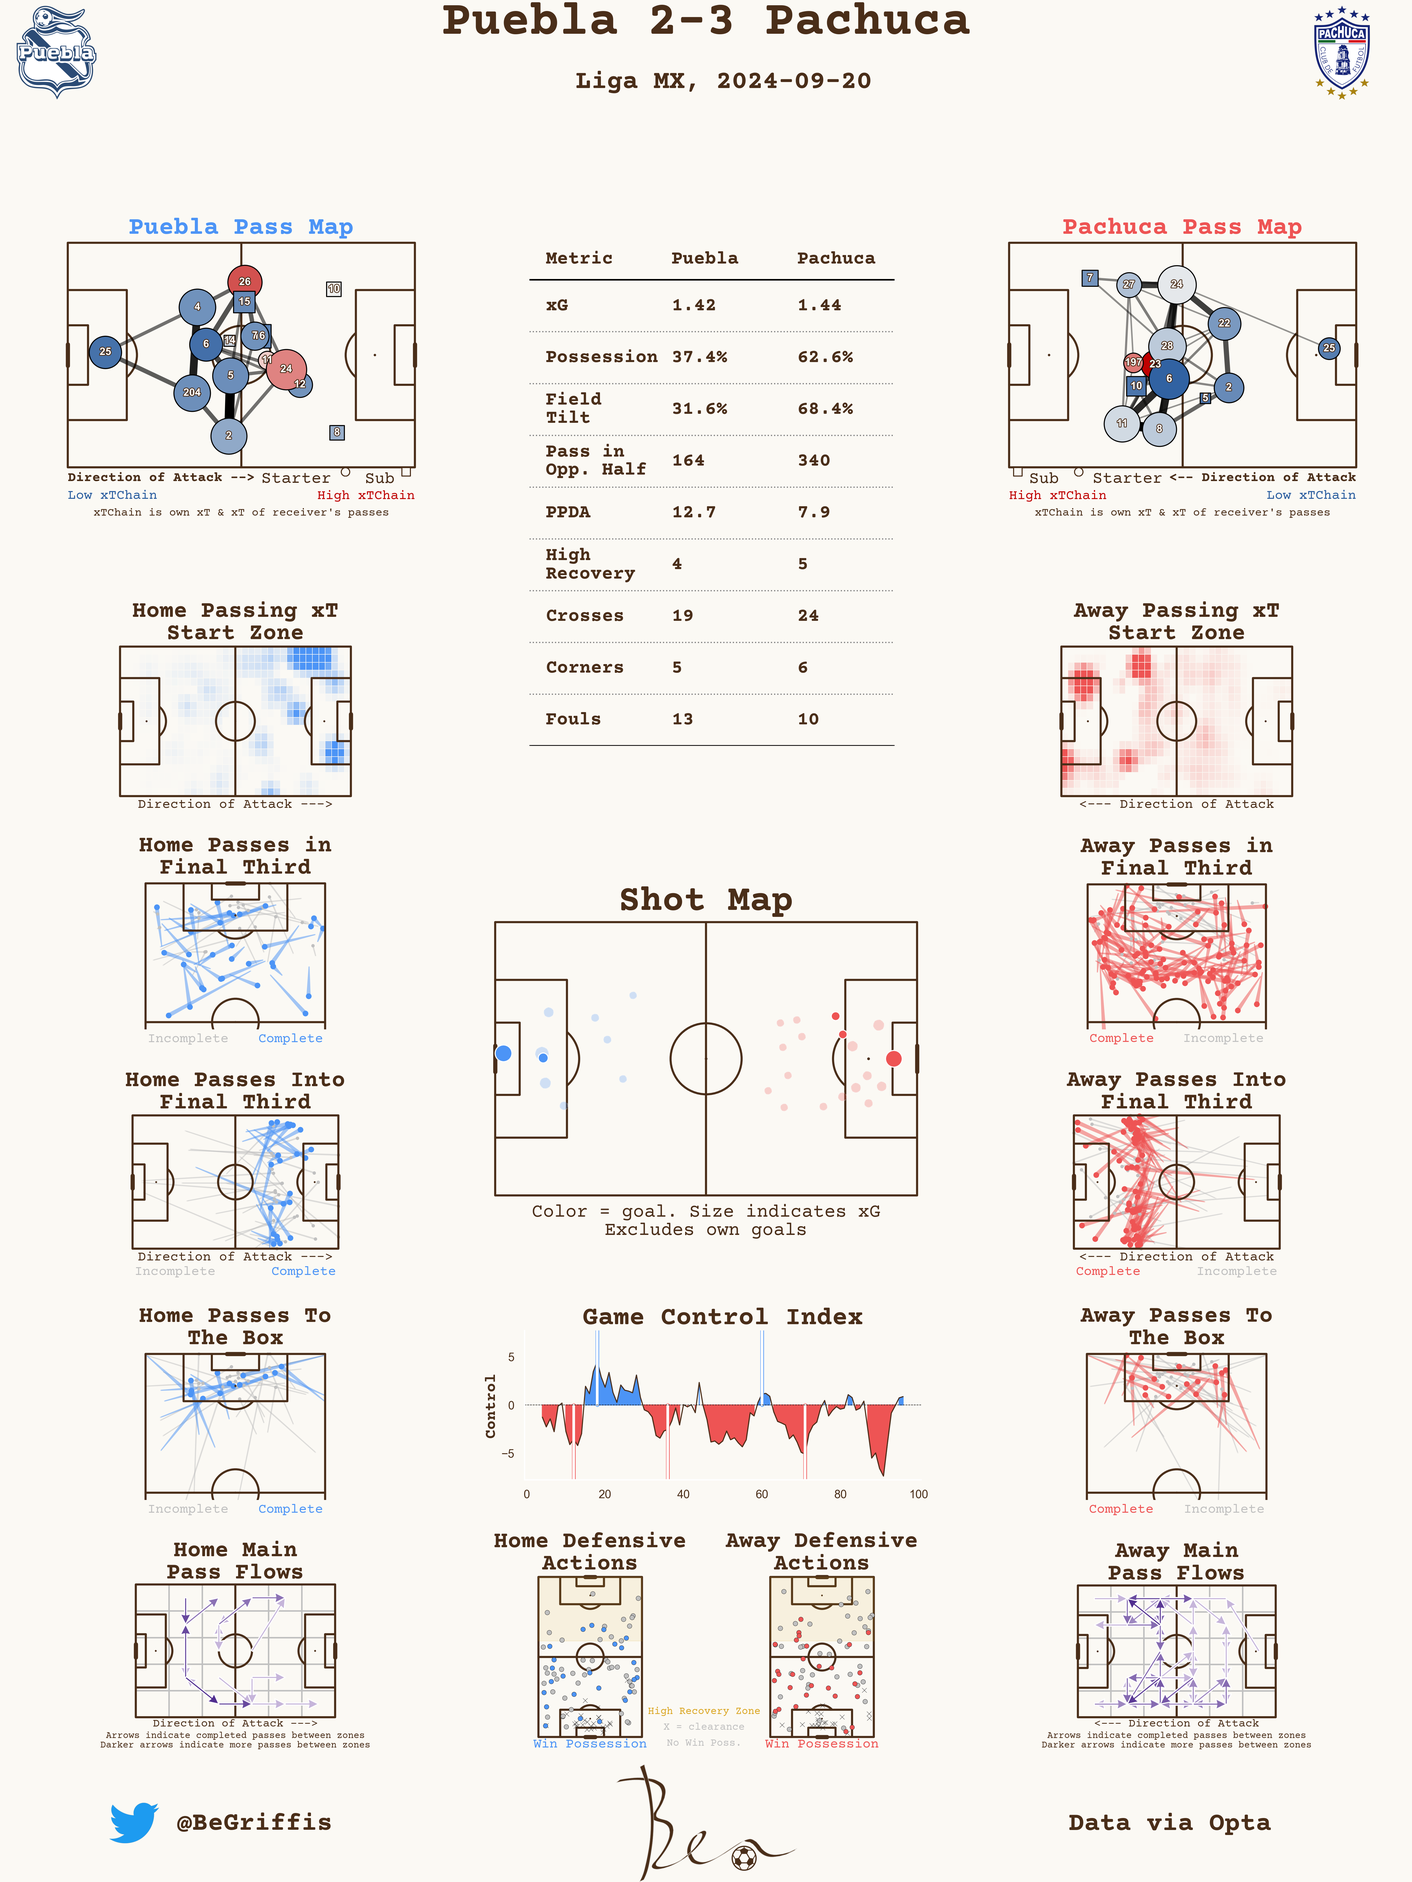 Puebla 2-3 Pachuca
Liga MX, 2024-09-20
Puebla
PACHUCA
CLUB DE FUTBOL
Puebla Pass Map
26
10
4
15
14
7
6
25
6
11
24
5
12
204
2
8
Direction of Attack --> Starter Sub
Low xTChain High xTChain
xTChain is own xT & xT of receiver's passes
Metric Puebla Pachuca
xG 1.42 1.44
Possession 37.4% 62.6%
Field
Tilt 31.6% 68.4%
Pass in
Opp. Half 164 340
PPDA 12.7 7.9
High
Recovery 4 5
Crosses 19 24
Corners 5 6
Fouls 13 10
Pachuca Pass Map
7
27
24
22
28
25
197
23
6
10
2
5
11
8
Sub Starter <-- Direction of Attack
High xTChain Low xTChain
xTChain is own xT & xT of receiver's passes
Home Passing xT
Start Zone
Direction of Attack --->
Away Passing xT
Start Zone
<--- Direction of Attack
Home Passes in
Final Third
Incomplete Complete
Away Passes in
Final Third
Complete Incomplete
Shot Map
Color = goal. Size indicates xG
Excludes own goals
Home Passes Into
Final Third
Direction of Attack --->
Incomplete Complete
Away Passes Into
Final Third
<--- Direction of Attack
Complete Incomplete
Home Passes To
The Box
Incomplete Complete
Game Control Index
Control
5
0
−5
0 20 40 60 80 100
Away Passes To
The Box
Complete Incomplete
Home Main
Pass Flows
Direction of Attack --->
Arrows indicate completed passes between zones
Darker arrows indicate more passes between zones
Home Defensive
Actions
Win Possession
Away Defensive
Actions
Win Possession
High Recovery Zone
X = clearance
No Win Poss.
Away Main
Pass Flows
<--- Direction of Attack
Arrows indicate completed passes between zones
Darker arrows indicate more passes between zones
@BeGriffis
Ben
Data via Opta